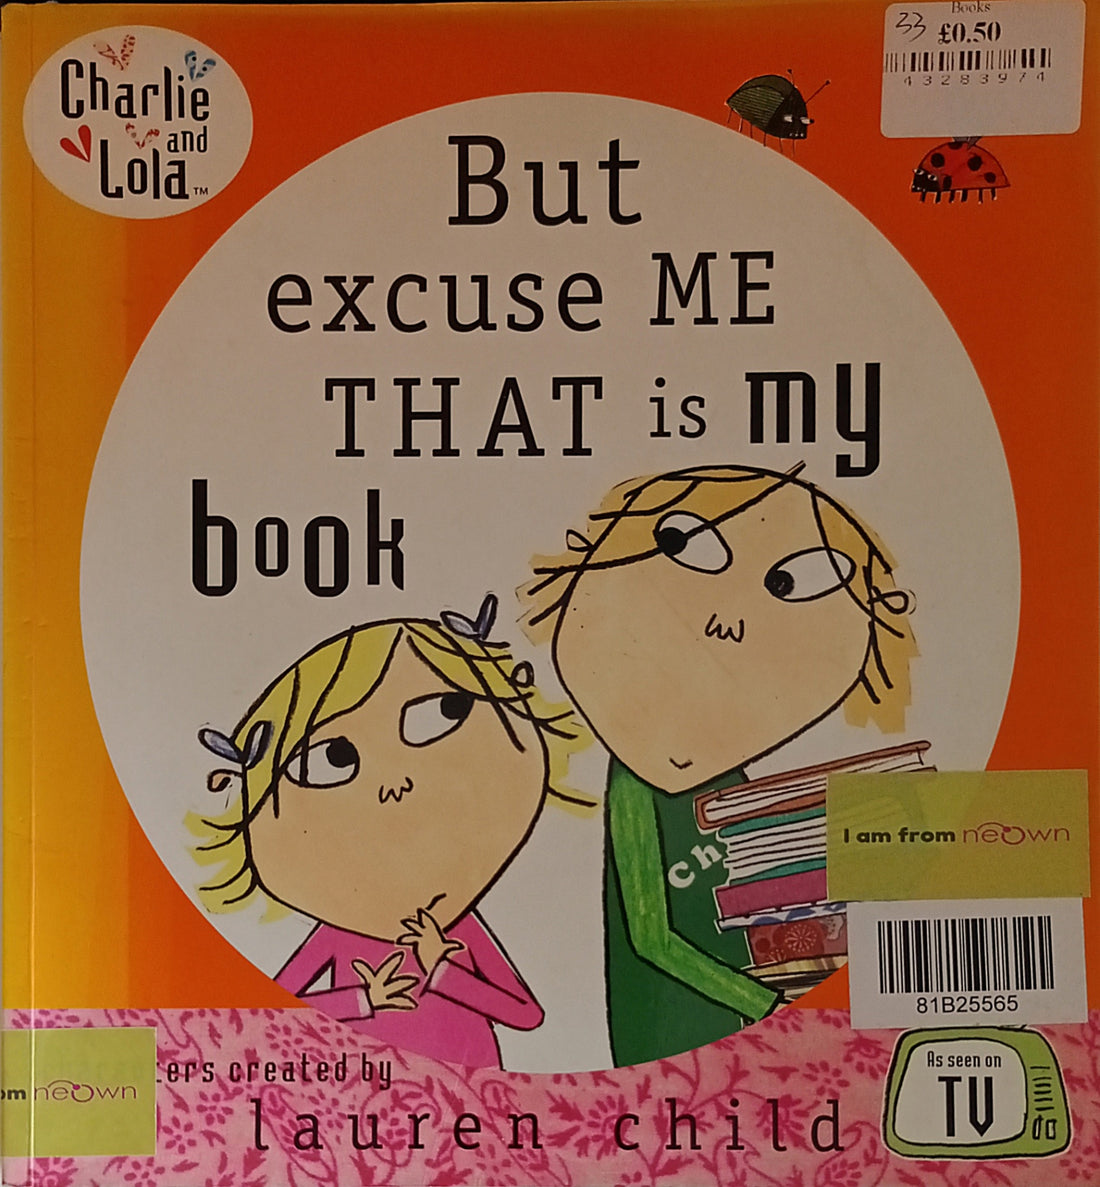 Charlie
and
Lola™
Books
33 £0.50
43283974
But
excuse ME
THAT is my
book
Ch
I am from neown
81B25565
As seen on
TV
om neown
ers created by
lauren child